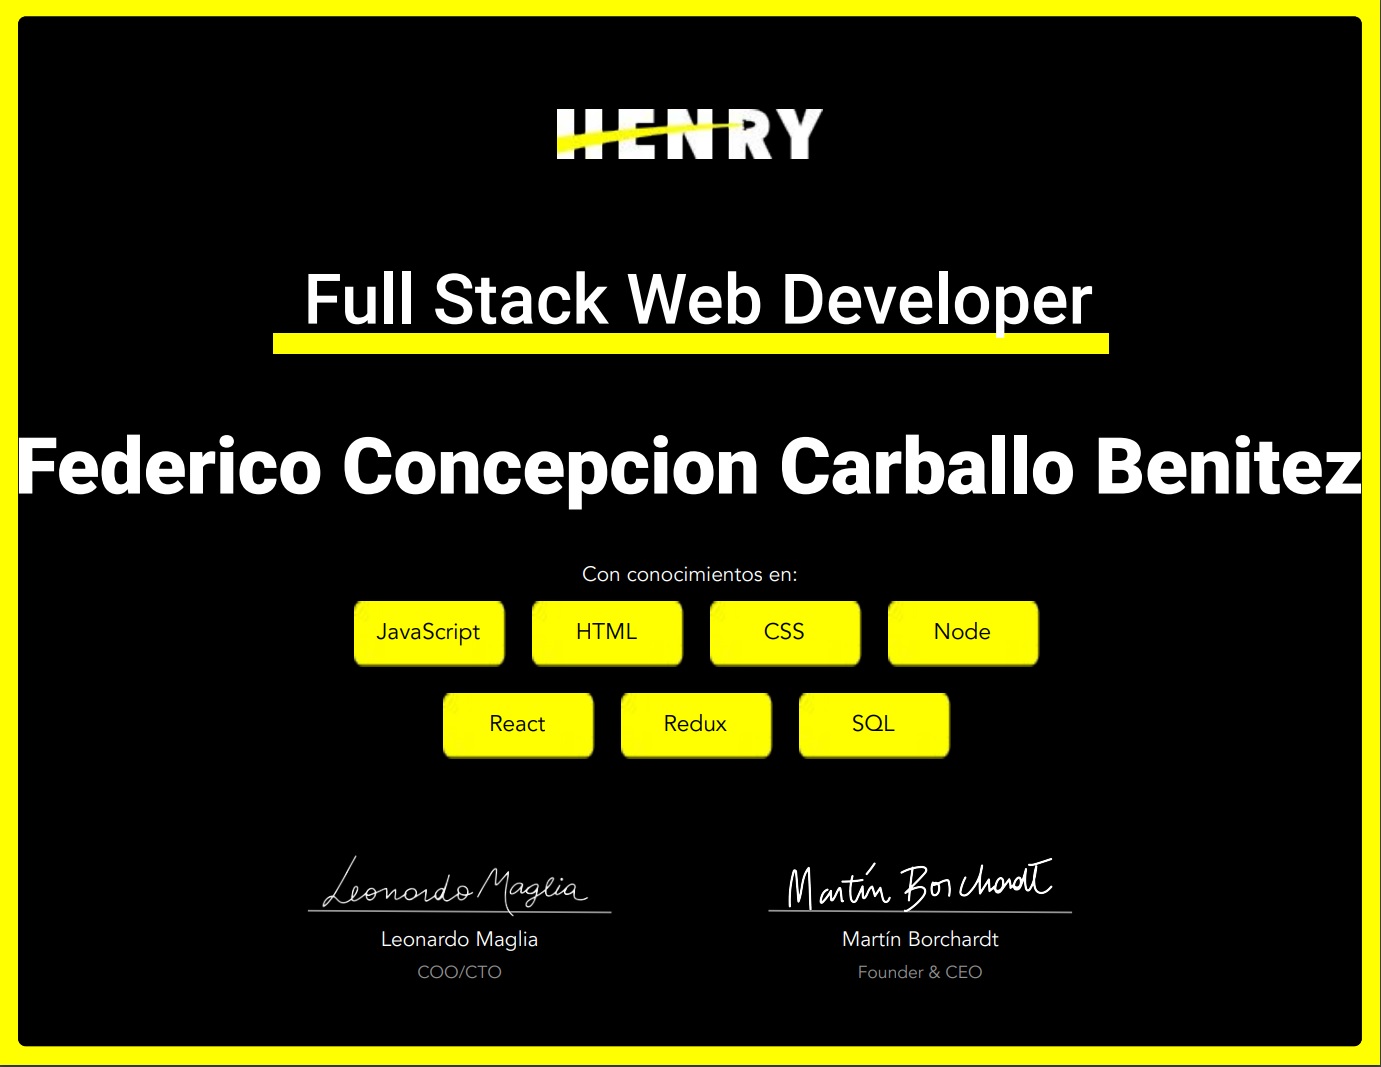 HENRY
Full Stack Web Developer
Federico Concepcion Carballo Benitez
Con conocimientos en:
JavaScript HTML CSS Node
React Redux SQL
Leonardo Maglia Martín Borchardt
Leonardo Maglia Martín Borchardt
COO/CTO Founder & CEO